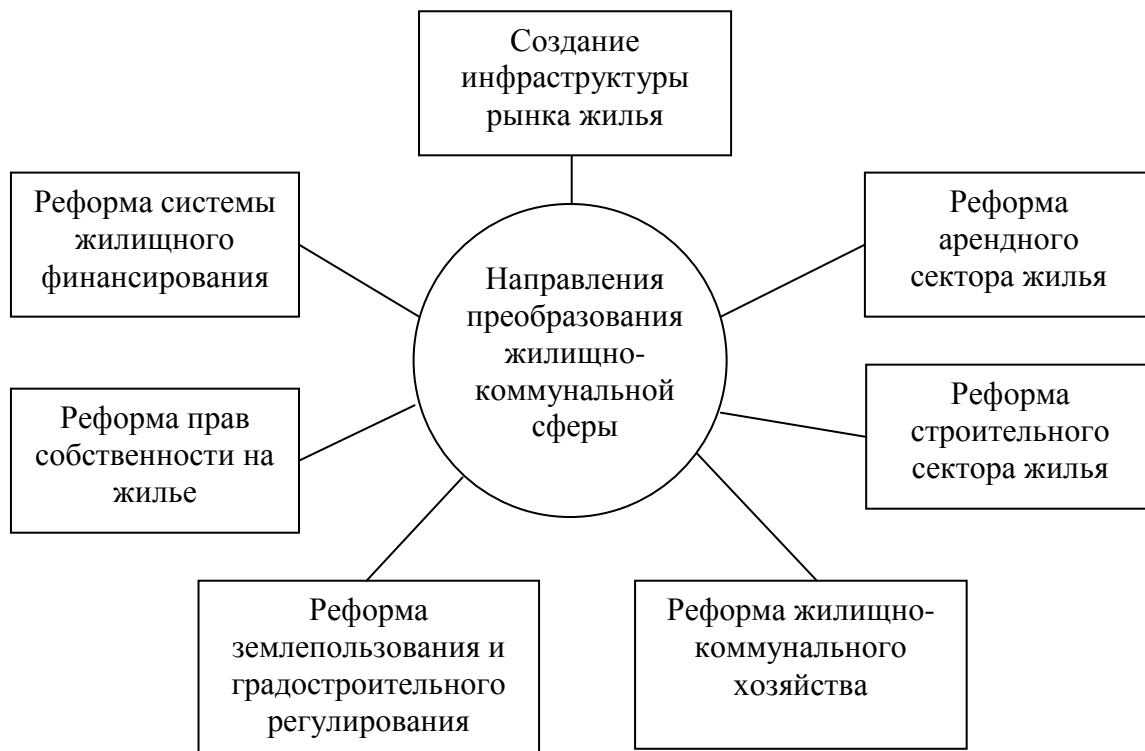 Создание
инфраструктуры
рынка жилья
Реформа системы
жилищного
финансирования
Реформа
арендного
сектора жилья
Направления
преобразования
жилищно-
коммунальной
сферы
Реформа прав
собственности на
жилье
Реформа
строительного
сектора жилья
Реформа
землепользования и
градостроительного
регулирования
Реформа жилищно-
коммунального
хозяйства